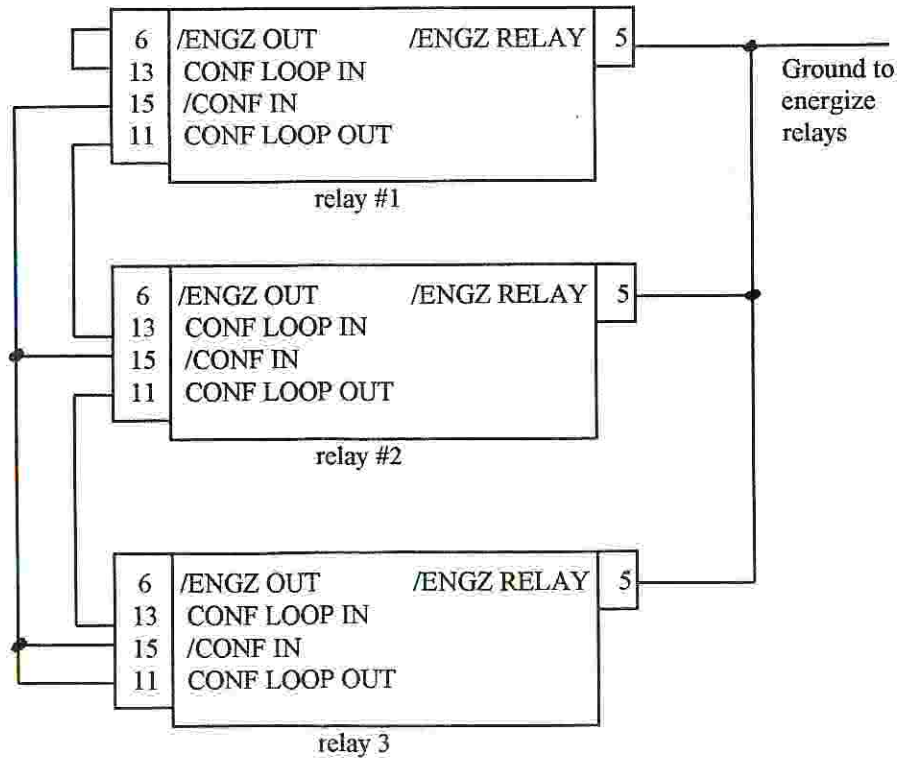 6 /ENGZ OUT /ENGZ RELAY 5
13 CONF LOOP IN
15 /CONF IN
11 CONF LOOP OUT
relay #1
Ground to
energize
relays
6 /ENGZ OUT /ENGZ RELAY 5
13 CONF LOOP IN
15 /CONF IN
11 CONF LOOP OUT
relay #2
6 /ENGZ OUT /ENGZ RELAY 5
13 CONF LOOP IN
15 /CONF IN
11 CONF LOOP OUT
relay 3